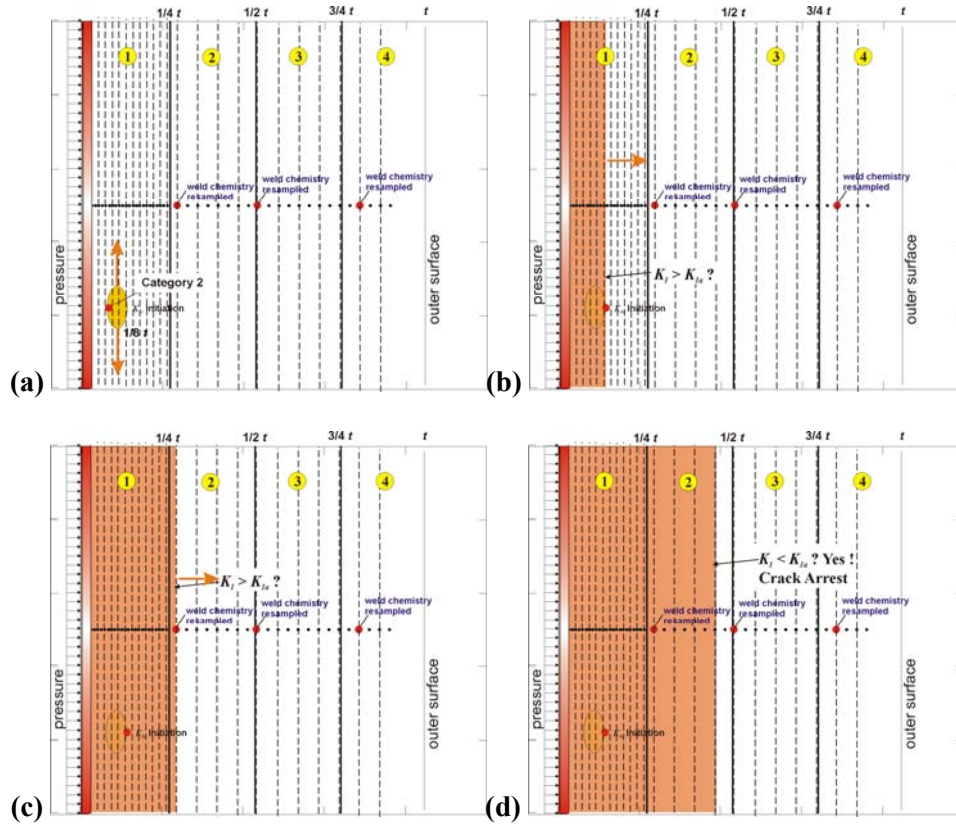 1/4 t 1/2 t 3/4 t t
1 2 3 4
weld chemistry resampled
weld chemistry resampled
weld chemistry resampled
Category 2
Initiation
1/8 t
pressure
outer surface
(a)
1/4 t 1/2 t 3/4 t t
1 2 3 4
weld chemistry resampled
weld chemistry resampled
weld chemistry resampled
K_I > K_Ia ?
Initiation
pressure
outer surface
(b)
1/4 t 1/2 t 3/4 t t
1 2 3 4
K_I > K_Ia ?
weld chemistry resampled
weld chemistry resampled
weld chemistry resampled
Initiation
pressure
outer surface
(c)
1/4 t 1/2 t 3/4 t t
1 2 3 4
K_I < K_Ia ? Yes !
Crack Arrest
weld chemistry resampled
weld chemistry resampled
weld chemistry resampled
Initiation
pressure
outer surface
(d)